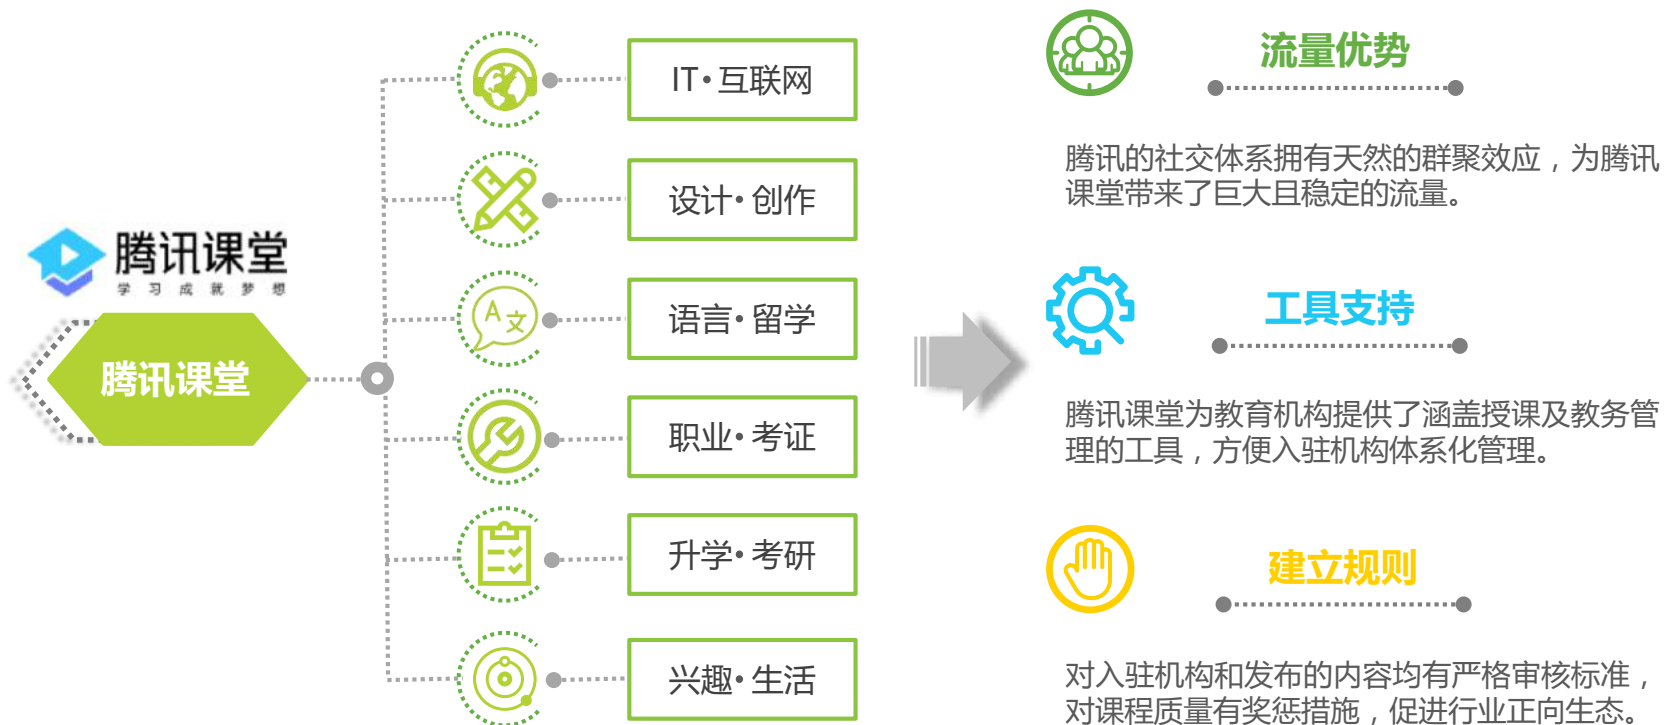 腾讯课堂
学习成就梦想
腾讯课堂
IT·互联网
设计·创作
语言·留学
职业·考证
升学·考研
兴趣·生活
流量优势
腾讯的社交体系拥有天然的群聚效应，为腾讯
课堂带来了巨大且稳定的流量。
工具支持
腾讯课堂为教育机构提供了涵盖授课及教务管
理的工具，方便入驻机构体系化管理。
建立规则
对入驻机构和发布的内容均有严格审核标准，
对课程质量有奖惩措施，促进行业正向生态。
A文